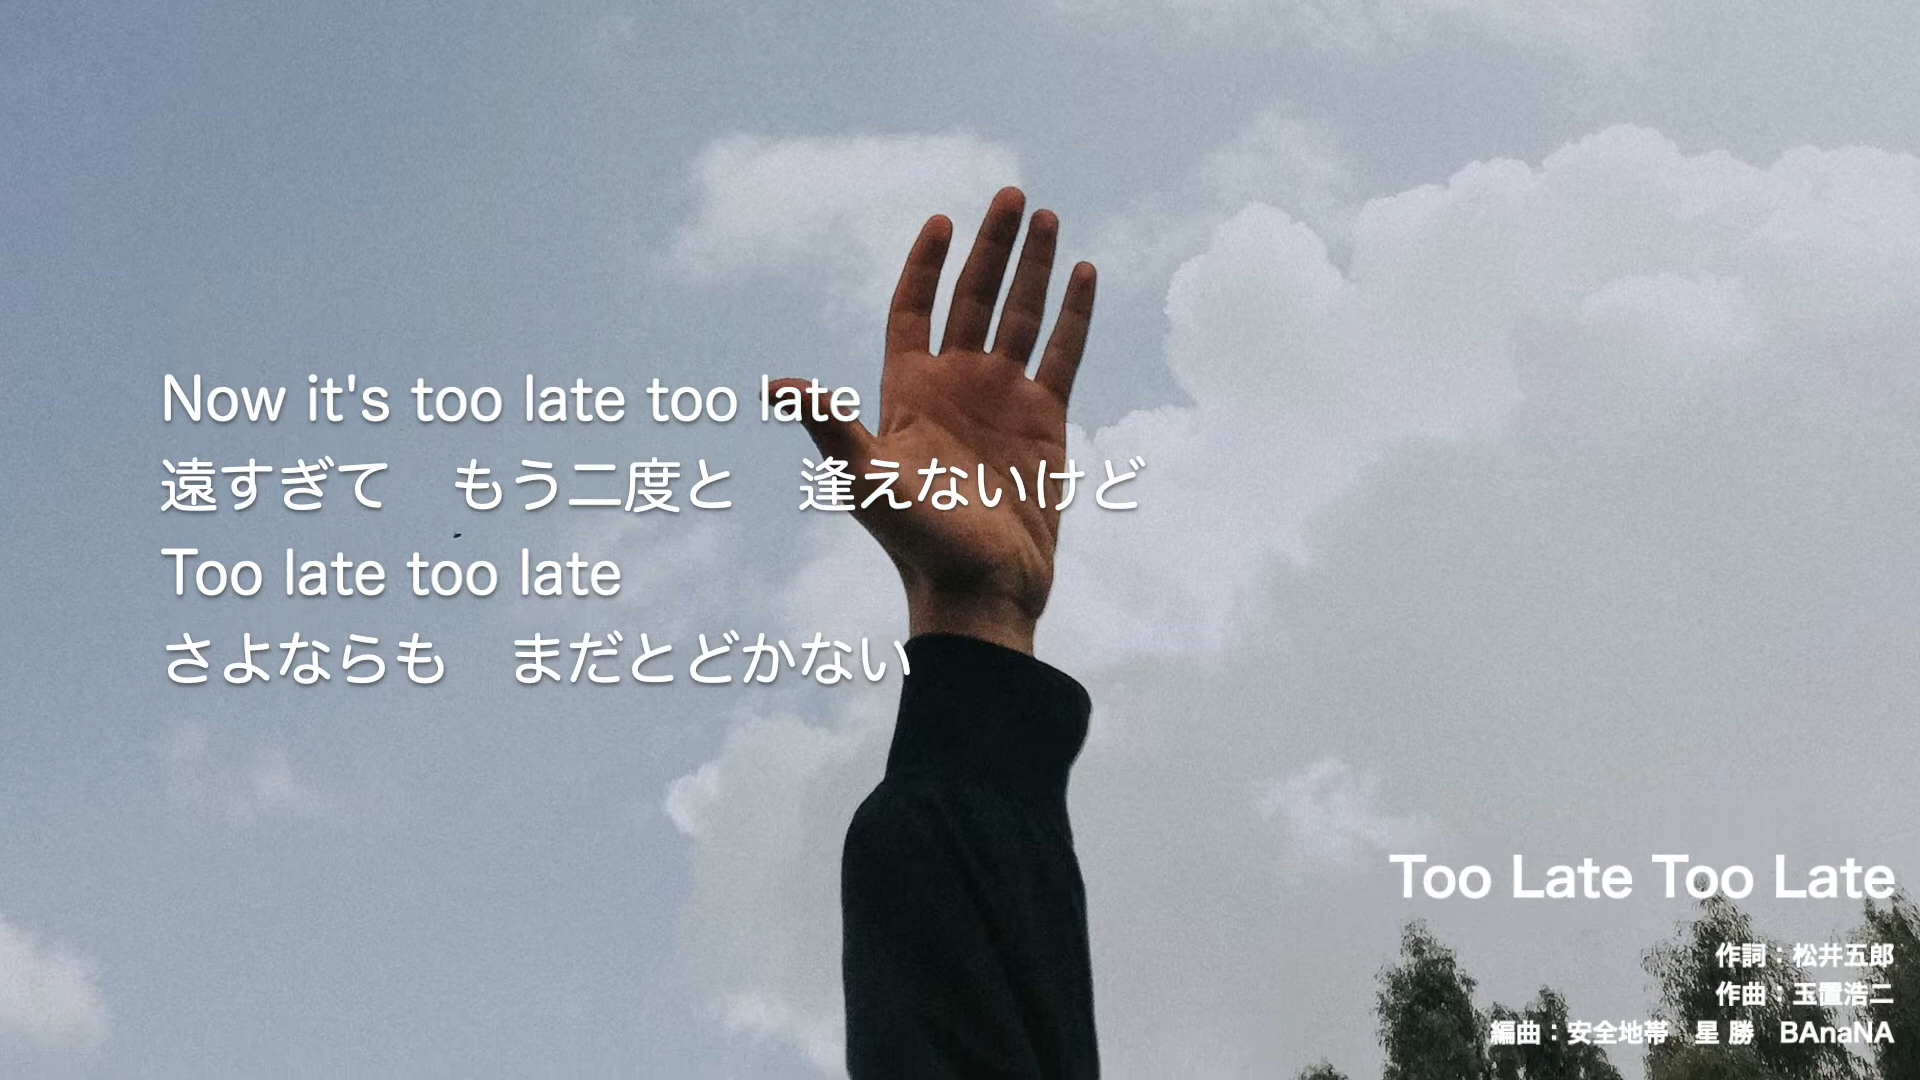 Now it's too late too late
遠すぎて　もう二度と　逢えないけど
Too late too late
さよならも　まだとどかない
Too Late Too Late
作詞：松井五郎
作曲：玉置浩二
編曲：安全地帯　星 勝　BAnaNA